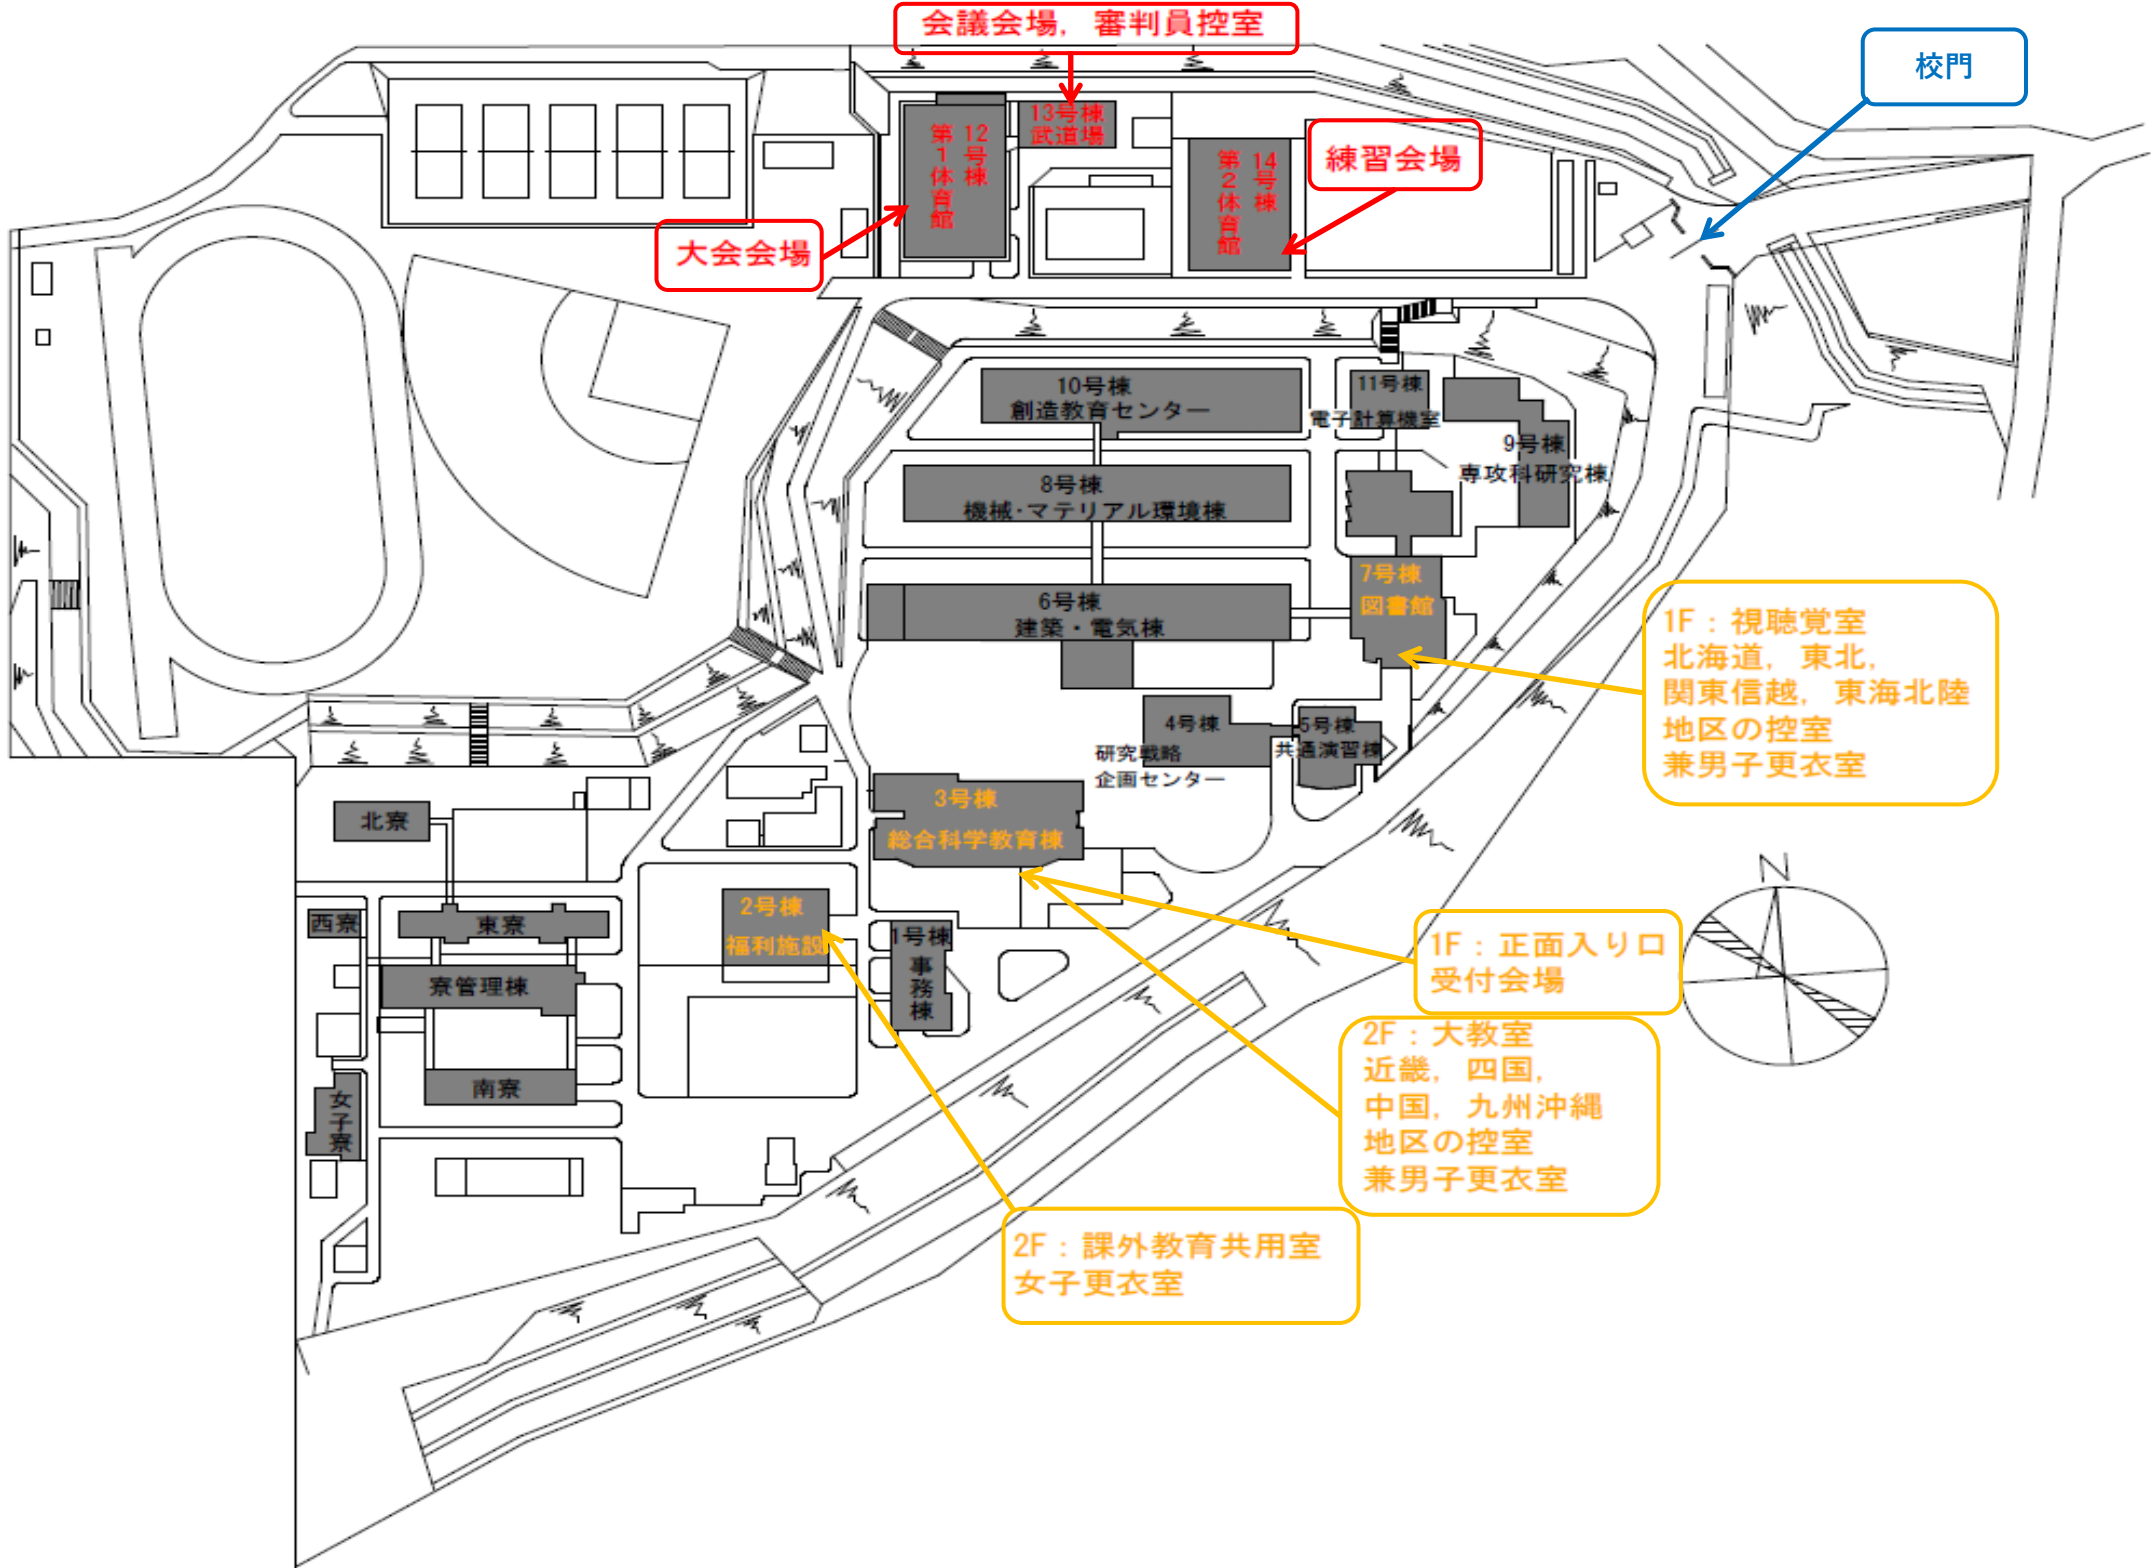 会議会場, 審判員控室
校門
13号棟
武道場
12号棟
第1体育館
14号棟
第2体育館
練習会場
大会会場
10号棟
創造教育センター
11号棟
電子計算機室
9号棟
専攻科研究棟
8号棟
機械・マテリアル環境棟
7号棟
図書館
6号棟
建築・電気棟
1F：視聴覚室
北海道, 東北,
関東信越, 東海北陸
地区の控室
兼男子更衣室
4号棟
研究戦略
企画センター
5号棟
共通演習棟
3号棟
総合科学教育棟
北寮
2号棟
福利施設
西寮
東寮
1号棟
事務棟
寮管理棟
南寮
女子寮
N
1F：正面入り口
受付会場
2F：大教室
近畿, 四国,
中国, 九州沖縄
地区の控室
兼男子更衣室
2F：課外教育共用室
女子更衣室